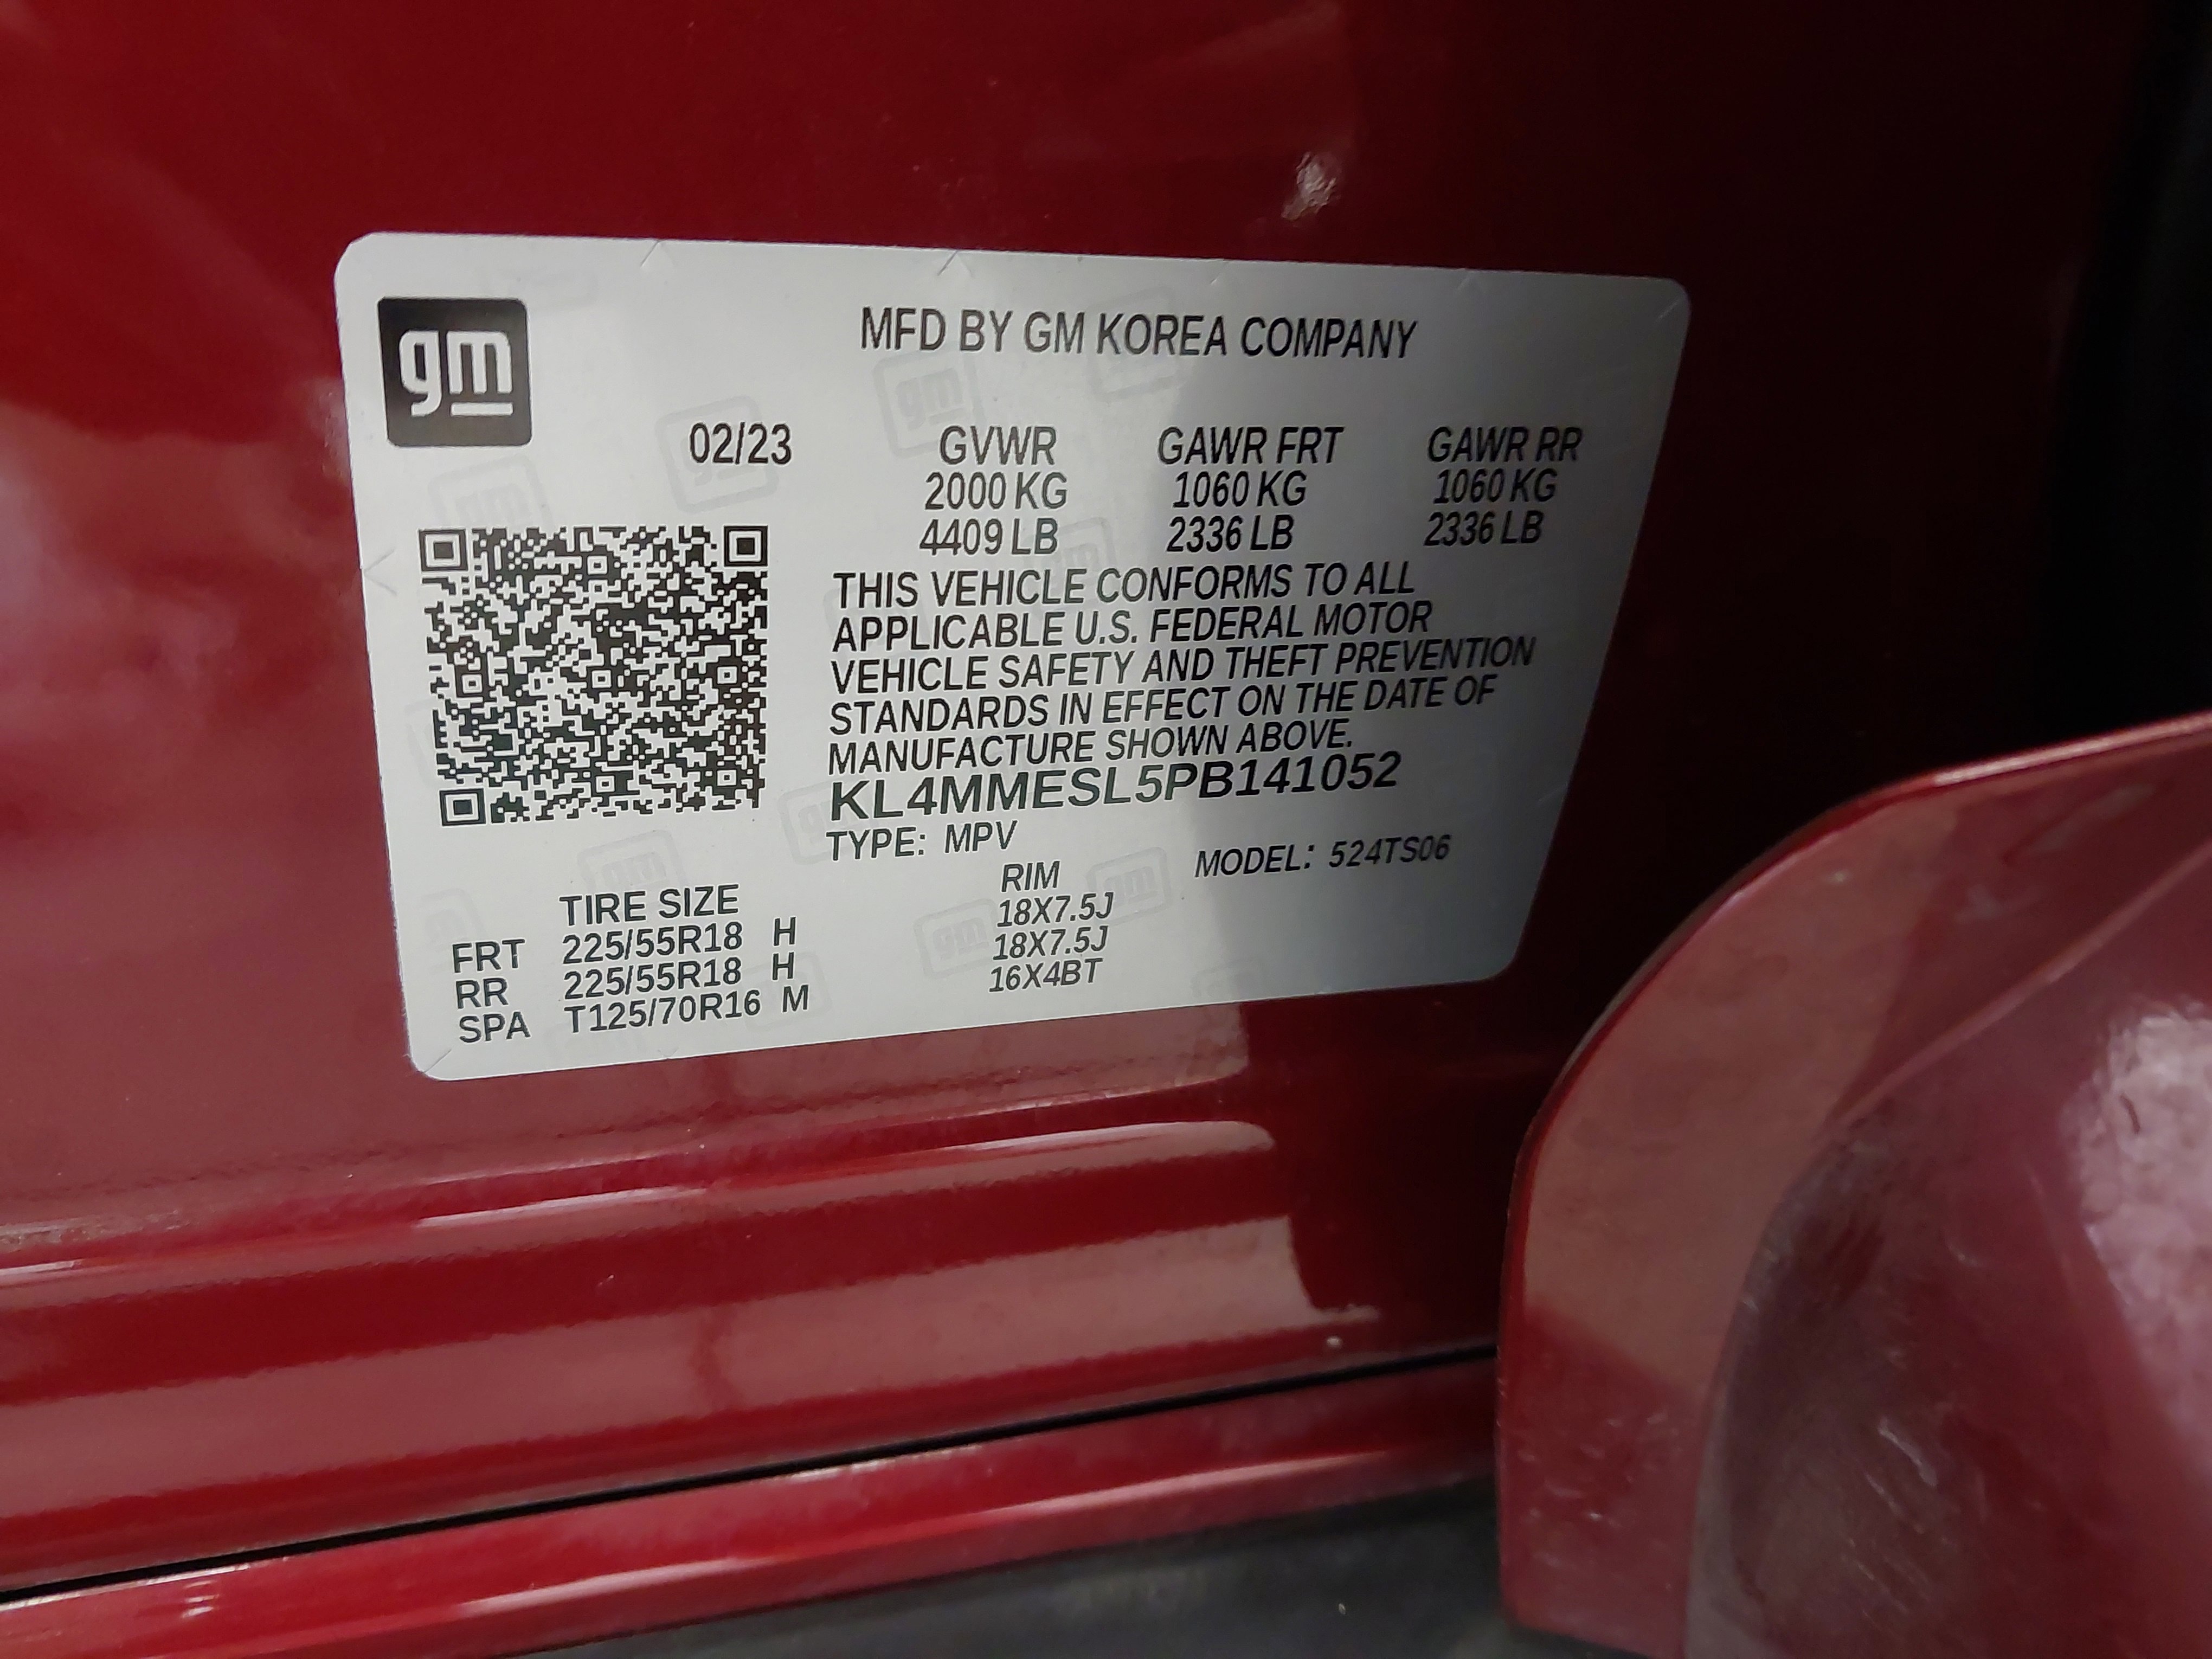 gm
MFD BY GM KOREA COMPANY
02/23 GVWR GAWR FRT GAWR RR
2000 KG 1060 KG 1060 KG
4409 LB 2336 LB 2336 LB
THIS VEHICLE CONFORMS TO ALL
APPLICABLE U.S. FEDERAL MOTOR
VEHICLE SAFETY AND THEFT PREVENTION
STANDARDS IN EFFECT ON THE DATE OF
MANUFACTURE SHOWN ABOVE.
KL4MMESL5PB141052
TYPE: MPV MODEL: 524TS06
TIRE SIZE RIM
FRT 225/55R18 H 18X7.5J
RR 225/55R18 H 18X7.5J
SPA T125/70R16 M 16X4BT